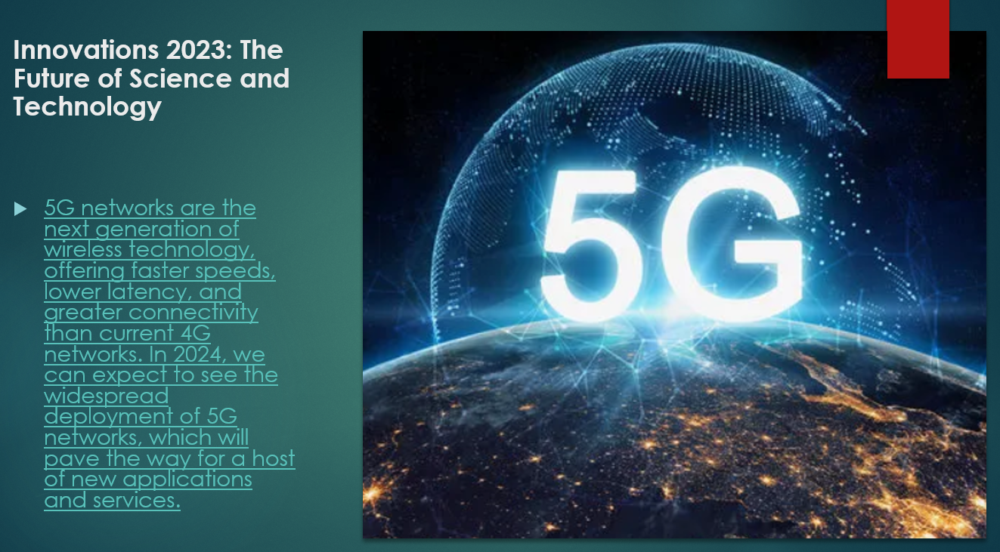 Innovations 2023: The
Future of Science and
Technology
5G networks are the
next generation of
wireless technology,
offering faster speeds,
lower latency, and
greater connectivity
than current 4G
networks. In 2024, we
can expect to see the
widespread
deployment of 5G
networks, which will
pave the way for a host
of new applications
and services.
5G